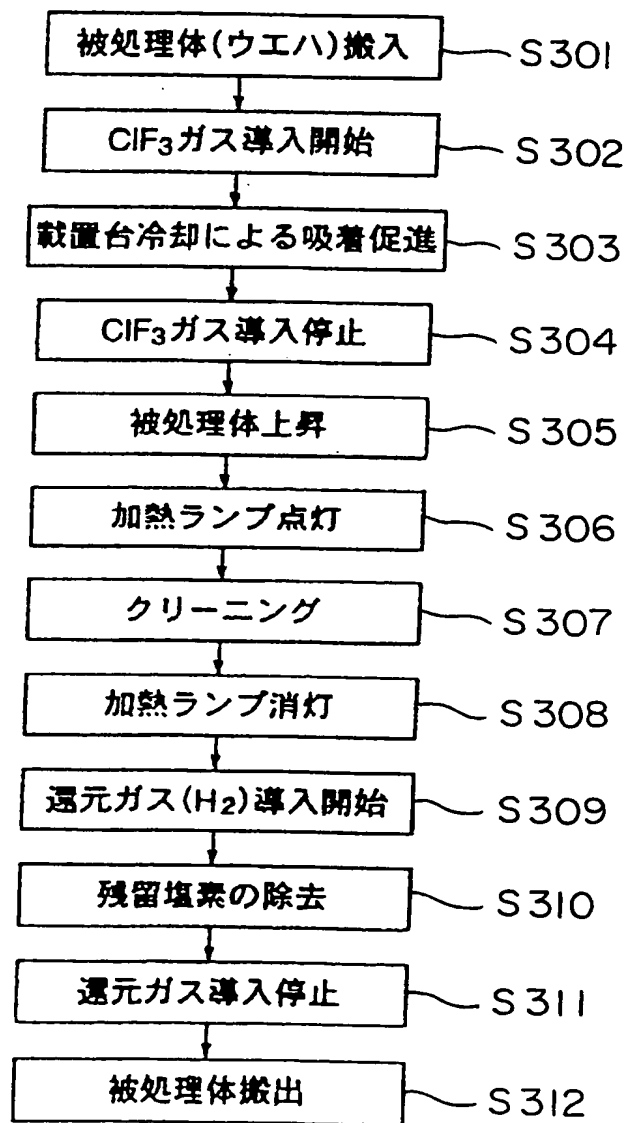 被処理体(ウエハ)搬入 S301
ClF₃ガス導入開始 S302
載置台冷却による吸着促進 S303
ClF₃ガス導入停止 S304
被処理体上昇 S305
加熱ランプ点灯 S306
クリーニング S307
加熱ランプ消灯 S308
還元ガス(H₂)導入開始 S309
残留塩素の除去 S310
還元ガス導入停止 S311
被処理体搬出 S312